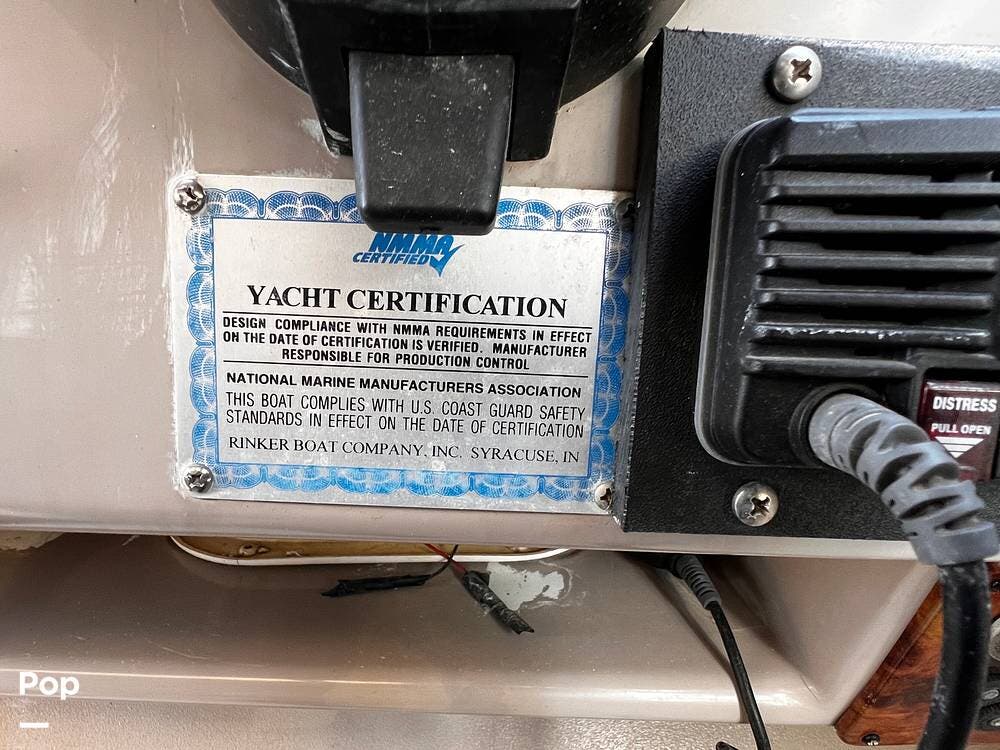 NMMA
CERTIFIED
YACHT CERTIFICATION
DESIGN COMPLIANCE WITH NMMA REQUIREMENTS IN EFFECT
ON THE DATE OF CERTIFICATION IS VERIFIED. MANUFACTURER
RESPONSIBLE FOR PRODUCTION CONTROL
NATIONAL MARINE MANUFACTURERS ASSOCIATION
THIS BOAT COMPLIES WITH U.S. COAST GUARD SAFETY
STANDARDS IN EFFECT ON THE DATE OF CERTIFICATION
RINKER BOAT COMPANY, INC. SYRACUSE, IN
DISTRESS
PULL OPEN
Pop